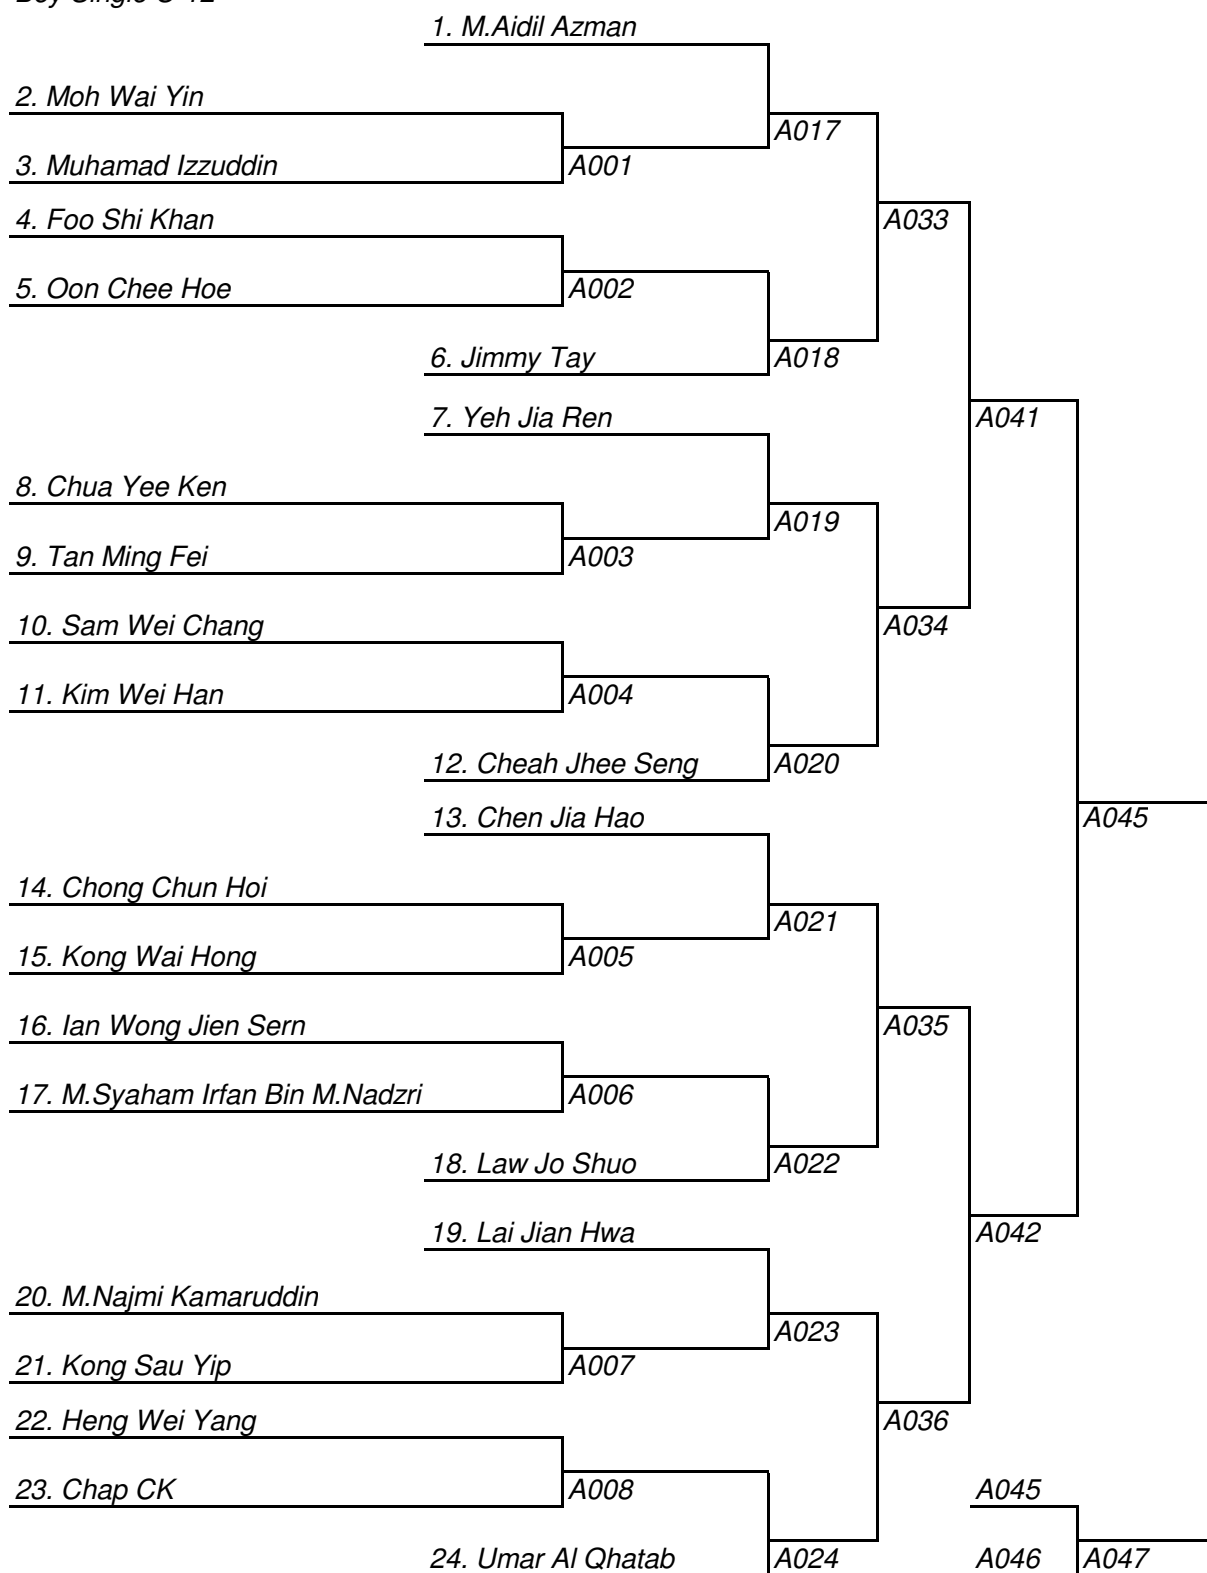 1. M.Aidil Azman
2. Moh Wai Yin
A017
3. Muhamad Izzuddin
A001
4. Foo Shi Khan
A033
5. Oon Chee Hoe
A002
6. Jimmy Tay
A018
7. Yeh Jia Ren
A041
8. Chua Yee Ken
A019
9. Tan Ming Fei
A003
10. Sam Wei Chang
A034
11. Kim Wei Han
A004
12. Cheah Jhee Seng
A020
13. Chen Jia Hao
A045
14. Chong Chun Hoi
A021
15. Kong Wai Hong
A005
16. Ian Wong Jien Sern
A035
17. M.Syaham Irfan Bin M.Nadzri
A006
18. Law Jo Shuo
A022
19. Lai Jian Hwa
A042
20. M.Najmi Kamaruddin
A023
21. Kong Sau Yip
A007
22. Heng Wei Yang
A036
23. Chap CK
A008
A045
24. Umar Al Qhatab
A024
A046
A047